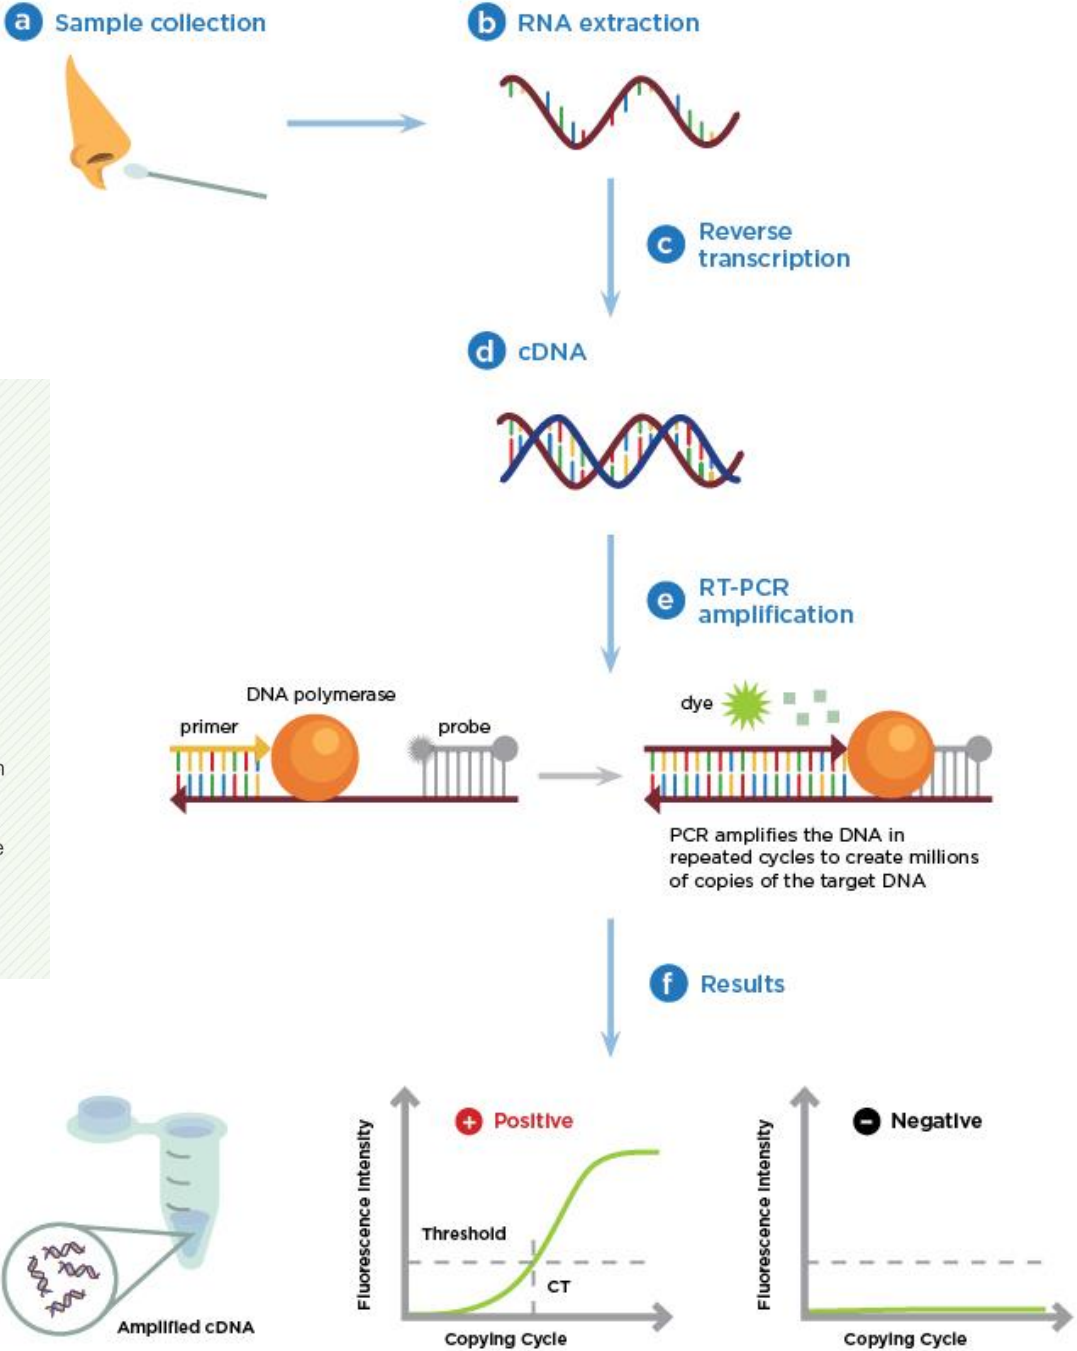 a Sample collection
b RNA extraction
c Reverse
transcription
d cDNA
e RT-PCR
amplification
DNA polymerase
primer
probe
dye
n
PCR amplifies the DNA in
repeated cycles to create millions
of copies of the target DNA
e
f Results
+ Positive
Fluorescence Intensity
Threshold
CT
Copying Cycle
− Negative
Fluorescence Intensity
Copying Cycle
Amplified cDNA